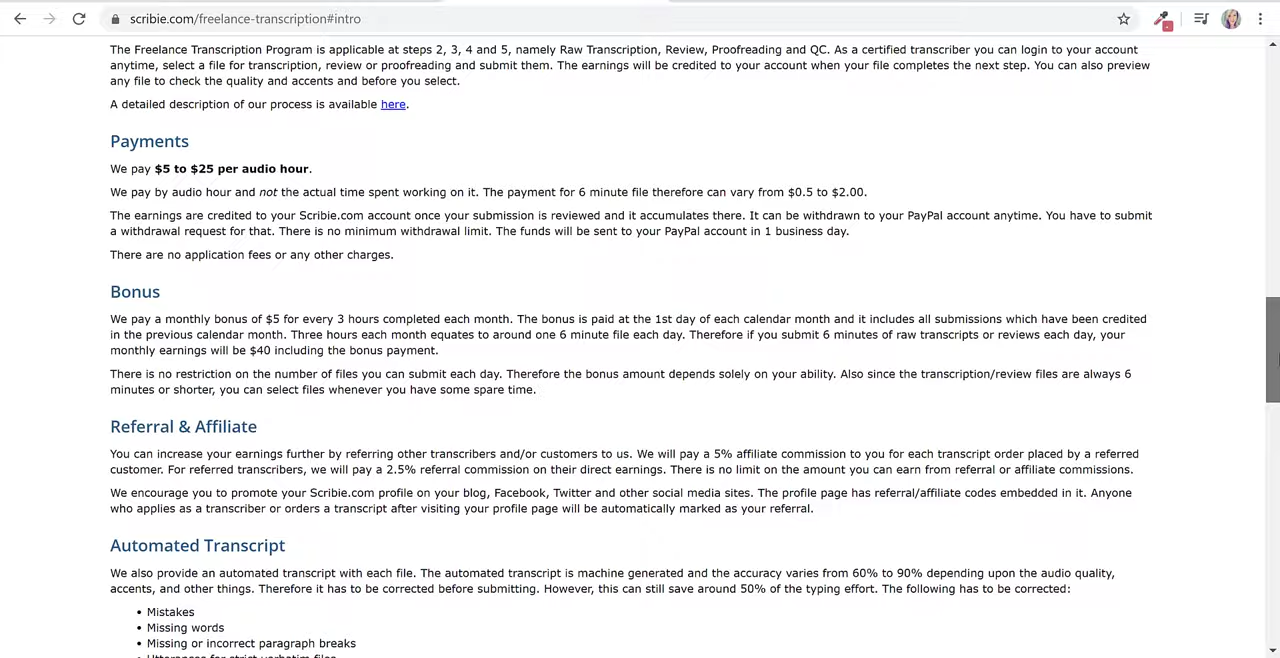 scribie.com/freelance-transcription#intro
The Freelance Transcription Program is applicable at steps 2, 3, 4 and 5, namely Raw Transcription, Review, Proofreading and QC. As a certified transcriber you can login to your account
anytime, select a file for transcription, review or proofreading and submit them. The earnings will be credited to your account when your file completes the next step. You can also preview
any file to check the quality and accents and before you select.
A detailed description of our process is available here.
Payments
We pay $5 to $25 per audio hour.
We pay by audio hour and not the actual time spent working on it. The payment for 6 minute file therefore can vary from $0.5 to $2.00.
The earnings are credited to your Scribie.com account once your submission is reviewed and it accumulates there. It can be withdrawn to your PayPal account anytime. You have to submit
a withdrawal request for that. There is no minimum withdrawal limit. The funds will be sent to your PayPal account in 1 business day.
There are no application fees or any other charges.
Bonus
We pay a monthly bonus of $5 for every 3 hours completed each month. The bonus is paid at the 1st day of each calendar month and it includes all submissions which have been credited
in the previous calendar month. Three hours each month equates to around one 6 minute file each day. Therefore if you submit 6 minutes of raw transcripts or reviews each day, your
monthly earnings will be $40 including the bonus payment.
There is no restriction on the number of files you can submit each day. Therefore the bonus amount depends solely on your ability. Also since the transcription/review files are always 6
minutes or shorter, you can select files whenever you have some spare time.
Referral & Affiliate
You can increase your earnings further by referring other transcribers and/or customers to us. We will pay a 5% affiliate commission to you for each transcript order placed by a referred
customer. For referred transcribers, we will pay a 2.5% referral commission on their direct earnings. There is no limit on the amount you can earn from referral or affiliate commissions.
We encourage you to promote your Scribie.com profile on your blog, Facebook, Twitter and other social media sites. The profile page has referral/affiliate codes embedded in it. Anyone
who applies as a transcriber or orders a transcript after visiting your profile page will be automatically marked as your referral.
Automated Transcript
We also provide an automated transcript with each file. The automated transcript is machine generated and the accuracy varies from 60% to 90% depending upon the audio quality,
accents, and other things. Therefore it has to be corrected before submitting. However, this can still save around 50% of the typing effort. The following has to be corrected:
• Mistakes
• Missing words
• Missing or incorrect paragraph breaks
• Utterances for strict verbatim files